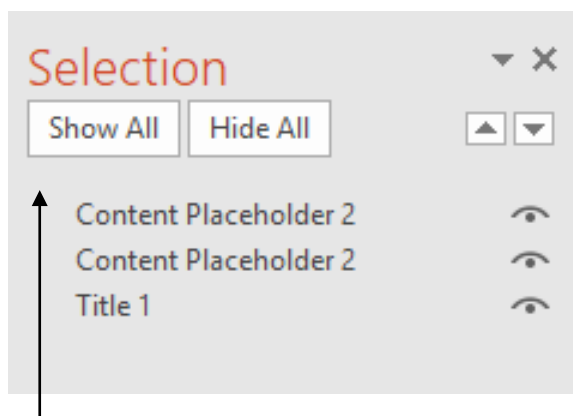 Selection
Show All Hide All
Content Placeholder 2
Content Placeholder 2
Title 1